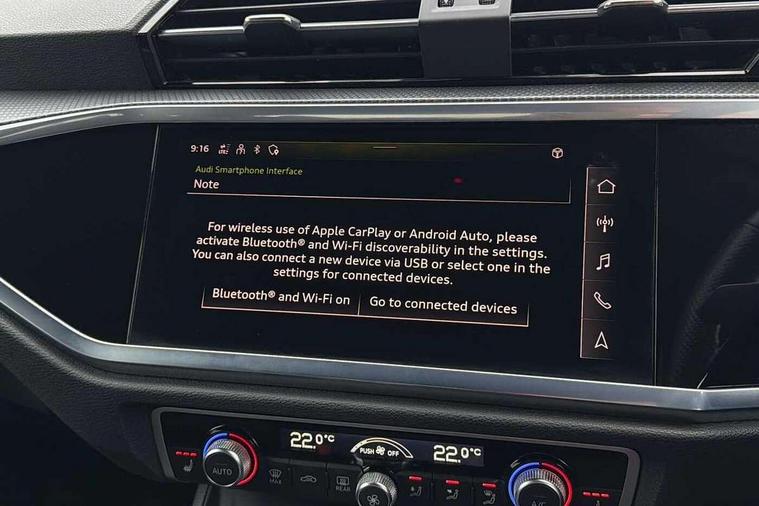 9:16 LTE
Audi Smartphone Interface
Note
For wireless use of Apple CarPlay or Android Auto, please
activate Bluetooth® and Wi-Fi discoverability in the settings.
You can also connect a new device via USB or select one in the
settings for connected devices.
Bluetooth® and Wi-Fi on
Go to connected devices
22.0°C
PUSH OFF
22.0°C
AUTO
MAX
REAR
A/C